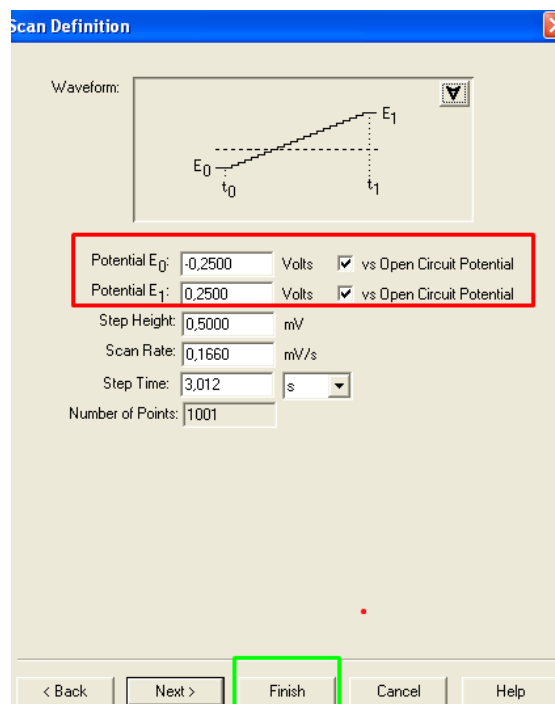 Scan Definition
Waveform:
E1
E0
t0
t1
Potential E0: -0,2500 Volts vs Open Circuit Potential
Potential E1: 0,2500 Volts vs Open Circuit Potential
Step Height: 0,5000 mV
Scan Rate: 0,1660 mV/s
Step Time: 3,012 s
Number of Points: 1001
< Back Next > Finish Cancel Help